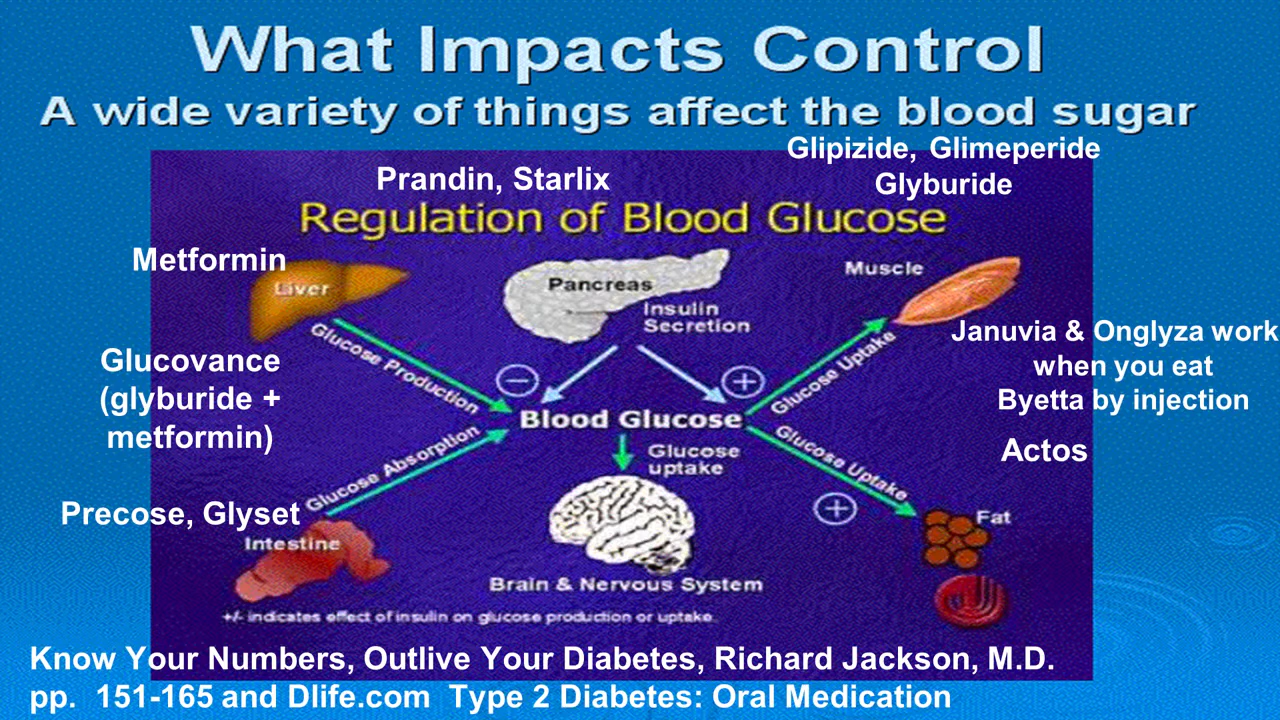 What Impacts Control
A wide variety of things affect the blood sugar
Glipizide, Glimeperide
Glyburide
Prandin, Starlix
Regulation of Blood Glucose
Metformin
Liver
Pancreas
Insulin
Secretion
Muscle
Glucose Production
Glucose Uptake
Januvia & Onglyza work
when you eat
Byetta by injection
Glucovance
(glyburide +
metformin)
−
+
Blood Glucose
Glucose Absorption
Glucose
uptake
Glucose Uptake
Actos
+
Precose, Glyset
Intestine
Fat
Brain & Nervous System
+/- indicates effect of insulin on glucose production or uptake.
Know Your Numbers, Outlive Your Diabetes, Richard Jackson, M.D.
pp. 151-165 and Dlife.com Type 2 Diabetes: Oral Medication